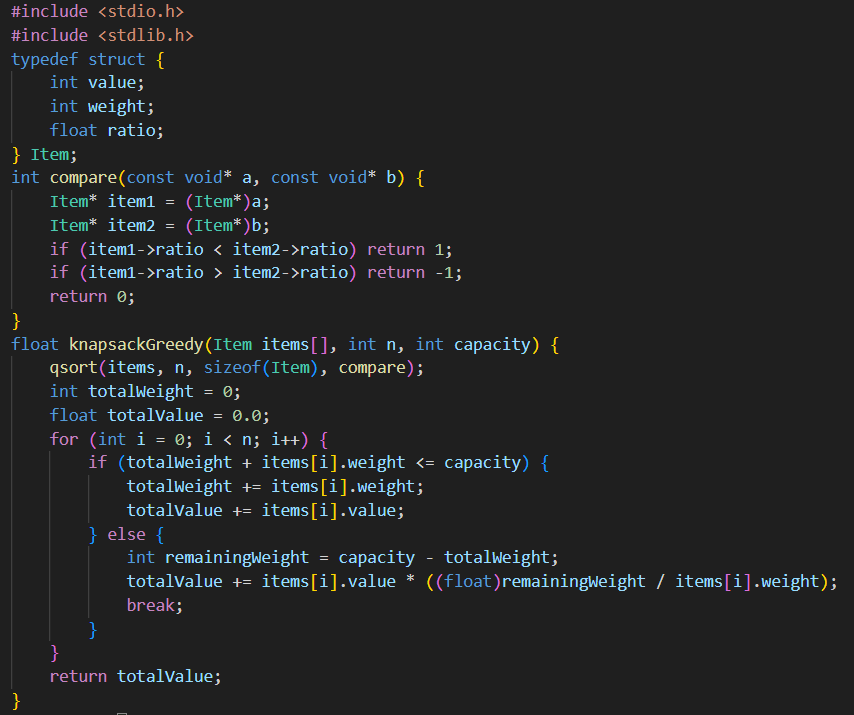 #include <stdio.h>
#include <stdlib.h>
typedef struct {
    int value;
    int weight;
    float ratio;
} Item;
int compare(const void* a, const void* b) {
    Item* item1 = (Item*)a;
    Item* item2 = (Item*)b;
    if (item1->ratio < item2->ratio) return 1;
    if (item1->ratio > item2->ratio) return -1;
    return 0;
}
float knapsackGreedy(Item items[], int n, int capacity) {
    qsort(items, n, sizeof(Item), compare);
    int totalWeight = 0;
    float totalValue = 0.0;
    for (int i = 0; i < n; i++) {
        if (totalWeight + items[i].weight <= capacity) {
            totalWeight += items[i].weight;
            totalValue += items[i].value;
        } else {
            int remainingWeight = capacity - totalWeight;
            totalValue += items[i].value * ((float)remainingWeight / items[i].weight);
            break;
        }
    }
    return totalValue;
}